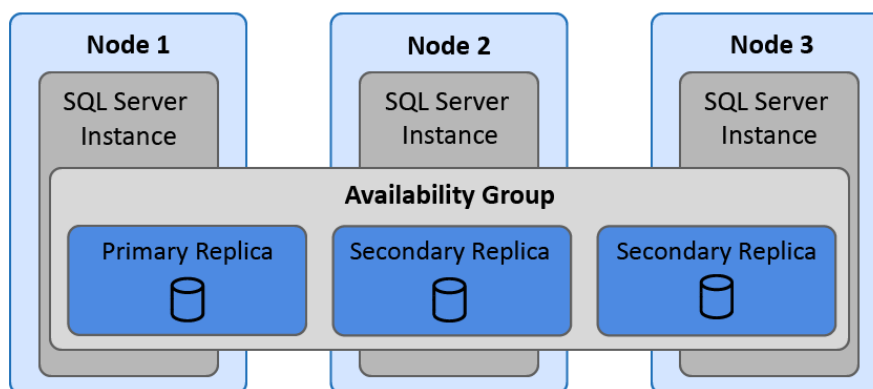 Node 1
Node 2
Node 3
SQL Server
Instance
SQL Server
Instance
SQL Server
Instance
Availability Group
Primary Replica
Secondary Replica
Secondary Replica